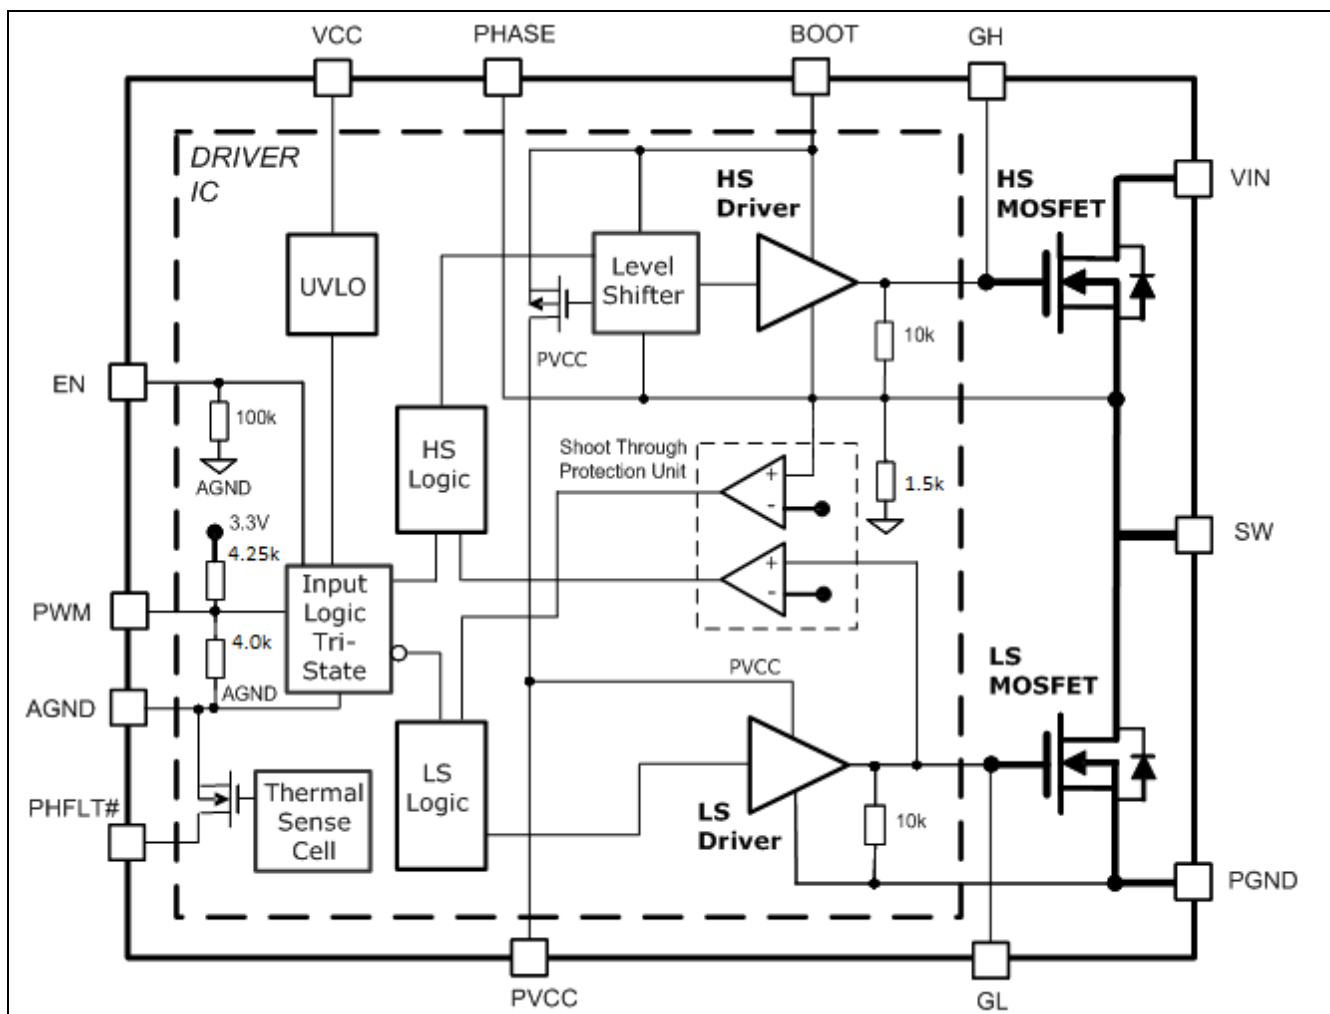 VCC
PHASE
BOOT
GH
DRIVER
IC
HS
Driver
HS
MOSFET
VIN
UVLO
Level
Shifter
10k
PVCC
EN
100k
AGND
HS
Logic
Shoot Through
Protection Unit
+
-
1.5k
3.3V
4.25k
SW
PWM
Input
Logic
Tri-
State
+
-
4.0k
AGND
AGND
PVCC
LS
MOSFET
PHFLT#
Thermal
Sense
Cell
LS
Logic
LS
Driver
10k
PGND
PVCC
GL